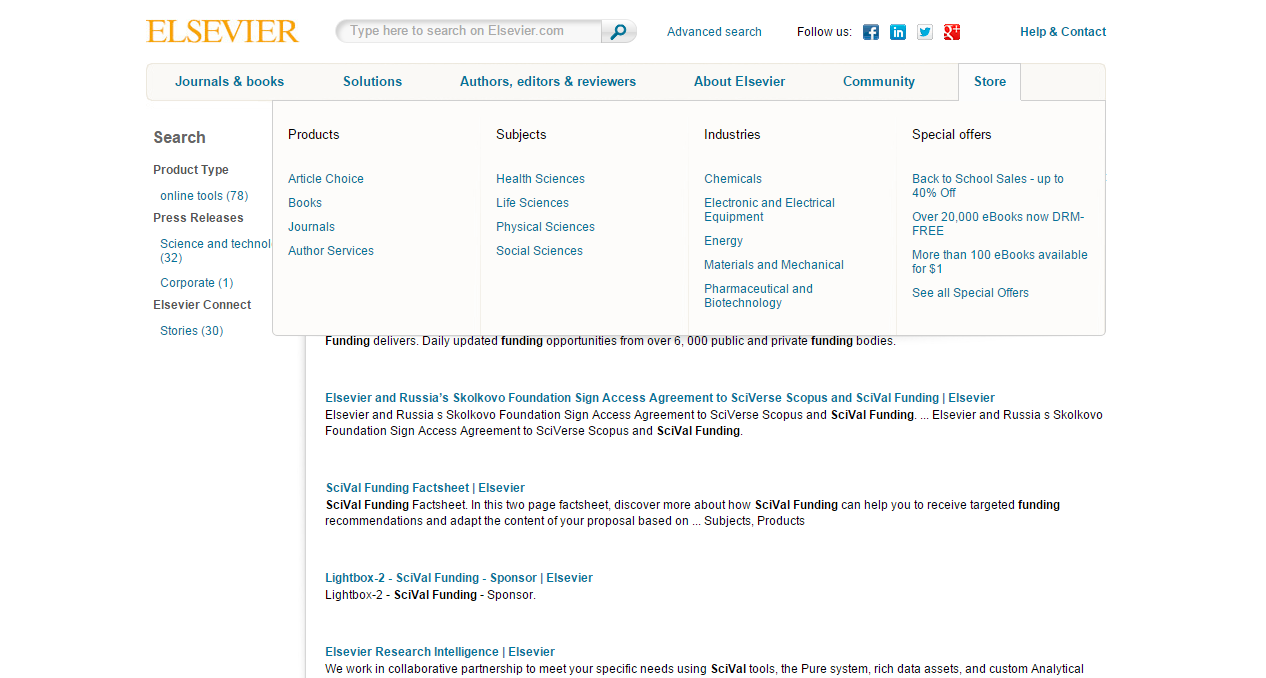 ELSEVIER
Type here to search on Elsevier.com
Advanced search
Follow us:
Help & Contact
Journals & books
Solutions
Authors, editors & reviewers
About Elsevier
Community
Store
Search
Product Type
online tools (78)
Press Releases
Science and technol
(32)
Corporate (1)
Elsevier Connect
Stories (30)
Products
Article Choice
Books
Journals
Author Services
Subjects
Health Sciences
Life Sciences
Physical Sciences
Social Sciences
Industries
Chemicals
Electronic and Electrical
Equipment
Energy
Materials and Mechanical
Pharmaceutical and
Biotechnology
Special offers
Back to School Sales - up to
40% Off
Over 20,000 eBooks now DRM-
FREE
More than 100 eBooks available
for $1
See all Special Offers
Funding delivers. Daily updated funding opportunities from over 6, 000 public and private funding bodies.
Elsevier and Russia’s Skolkovo Foundation Sign Access Agreement to SciVerse Scopus and SciVal Funding | Elsevier
Elsevier and Russia s Skolkovo Foundation Sign Access Agreement to SciVerse Scopus and SciVal Funding. ... Elsevier and Russia s Skolkovo
Foundation Sign Access Agreement to SciVerse Scopus and SciVal Funding.
SciVal Funding Factsheet | Elsevier
SciVal Funding Factsheet. In this two page factsheet, discover more about how SciVal Funding can help you to receive targeted funding
recommendations and adapt the content of your proposal based on ... Subjects, Products
Lightbox-2 - SciVal Funding - Sponsor | Elsevier
Lightbox-2 - SciVal Funding - Sponsor.
Elsevier Research Intelligence | Elsevier
We work in collaborative partnership to meet your specific needs using SciVal tools, the Pure system, rich data assets, and custom Analytical